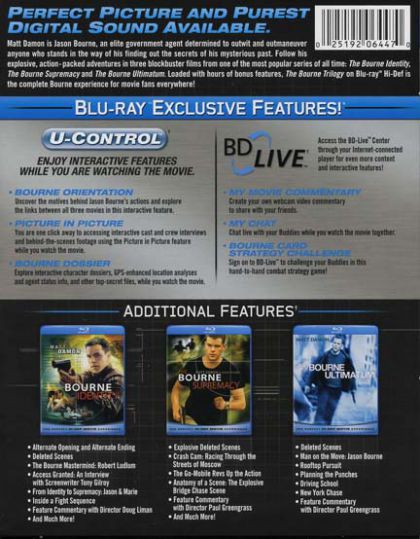 PERFECT PICTURE AND PUREST
DIGITAL SOUND AVAILABLE.
Matt Damon is Jason Bourne, an elite government agent determined to outwit and outmaneuver
anyone who stands in the way of his finding out the secrets of his mysterious past. Follow his
explosive, action-packed adventures in three blockbuster films from one of the most popular series of all time: The Bourne Identity,
The Bourne Supremacy and The Bourne Ultimatum. Loaded with hours of bonus features, The Bourne Trilogy on Blu-ray™ Hi-Def is
the complete Bourne experience for movie fans everywhere!
0 25192 06447 0
BLU-RAY™ EXCLUSIVE FEATURES!*
U-CONTROL™
ENJOY INTERACTIVE FEATURES
WHILE YOU ARE WATCHING THE MOVIE.
• BOURNE ORIENTATION
Uncover the motives behind Jason Bourne's actions and explore
the links between all three movies in this interactive feature.
• PICTURE IN PICTURE
You are one click away to accessing interactive cast and crew interviews
and behind-the-scenes footage using the Picture in Picture feature
while you watch the movie.
• BOURNE DOSSIER
Explore interactive character dossiers, GPS-enhanced location analyses
and agent status info, and other top-secret files, while you watch the movie.
BD LIVE™
Access the BD-Live™ Center
through your Internet-connected
player for even more content
and interactive features!
• MY MOVIE COMMENTARY
Create your own webcam video commentary
to share with your friends.
• MY CHAT
Chat live with your Buddies while you watch the movie together.
• BOURNE CARD
STRATEGY CHALLENGE
Sign on to BD-Live™ to challenge your Buddies in this
hand-to-hand combat strategy game!
ADDITIONAL FEATURES*
MATT
DAMON
THE
BOURNE
IDENTITY
BOURNE
SUPREMACY
MATT DAMON
BOURNE
ULTIMATUM
• Alternate Opening and Alternate Ending
• Deleted Scenes
• The Bourne Mastermind: Robert Ludlum
• Access Granted: An Interview
with Screenwriter Tony Gilroy
• From Identity to Supremacy: Jason & Marie
• Inside a Fight Sequence
• Feature Commentary with Director Doug Liman
• And Much More!
• Explosive Deleted Scenes
• Crash Cam: Racing Through the
Streets of Moscow
• The Go-Mobile Revs Up the Action
• Anatomy of a Scene: The Explosive
Bridge Chase Scene
• Feature Commentary
with Director Paul Greengrass
• And Much More!
• Deleted Scenes
• Man on the Move: Jason Bourne
• Rooftop Pursuit
• Planning the Punches
• Driving School
• New York Chase
• Feature Commentary
with Director Paul Greengrass